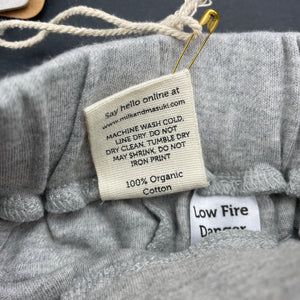 Say hello online at
www.milkandmasuki.com
MACHINE WASH COLD.
LINE DRY. DO NOT
DRY CLEAN. TUMBLE DRY
MAY SHRINK. DO NOT
IRON PRINT
100% Organic
Cotton
Low Fire
Danger